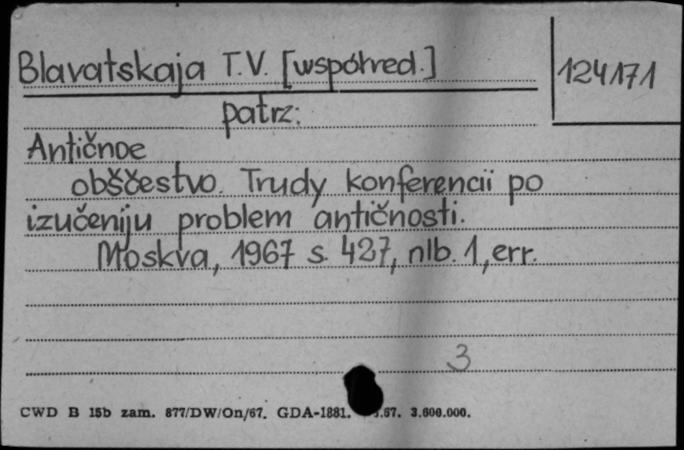 Blavatskaja T.V. [współred.]
124171
patrz:
Antičnoe
obščestvo. Trudy konferencii po
izučeniju problem antičnosti.
Moskva, 1967 s. 427, nlb. 1, err.
3
CWD B 15b zam. 877/DW/On/67. GDA-1881. .67. 3.600.000.